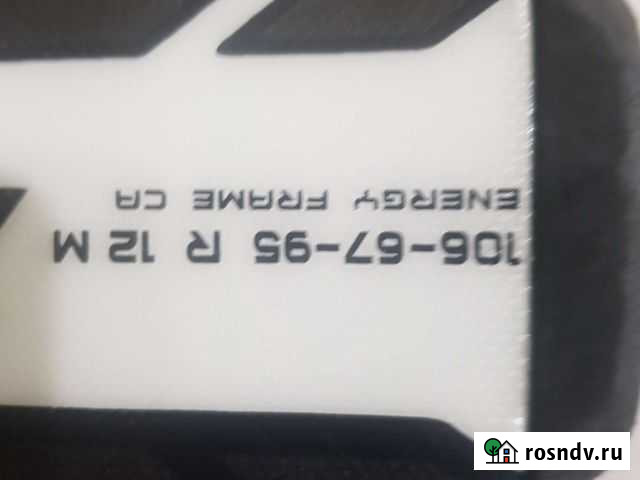 106-67-95 R 12 M
ENERGY FRAME CA
rosndv.ru